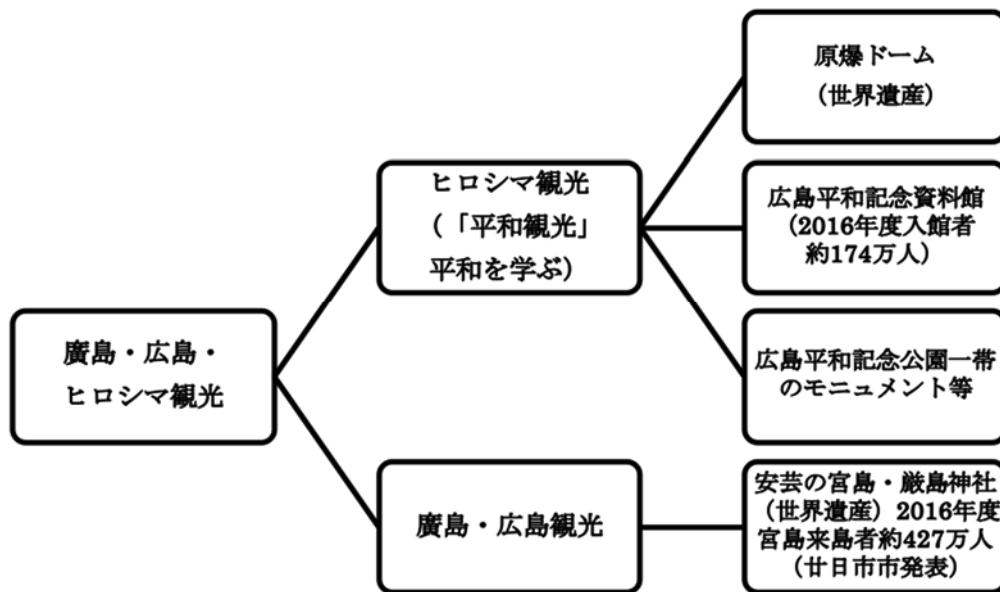 廣島・広島・
ヒロシマ観光
ヒロシマ観光
(「平和観光」
平和を学ぶ)
廣島・広島観光
原爆ドーム
(世界遺産)
広島平和記念資料館
(2016年度入館者
約174万人)
広島平和記念公園一帯
のモニュメント等
安芸の宮島・厳島神社
(世界遺産)2016年度
宮島来島者約427万人
(廿日市市発表)